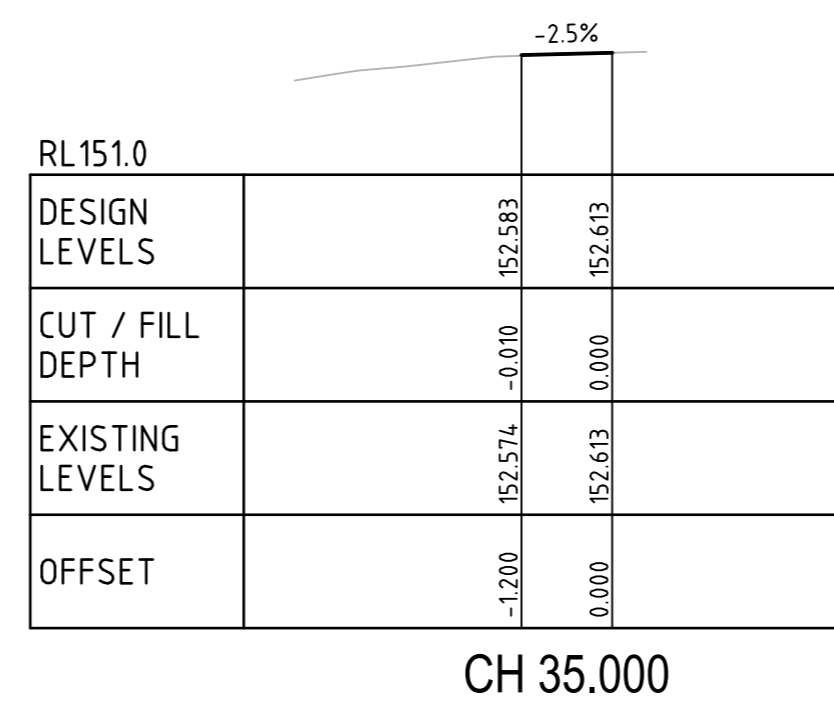 -2.5%
RL151.0
DESIGN
LEVELS
152.583
152.613
CUT / FILL
DEPTH
-0.010
0.000
EXISTING
LEVELS
152.574
152.613
OFFSET
-1.200
0.000
CH 35.000